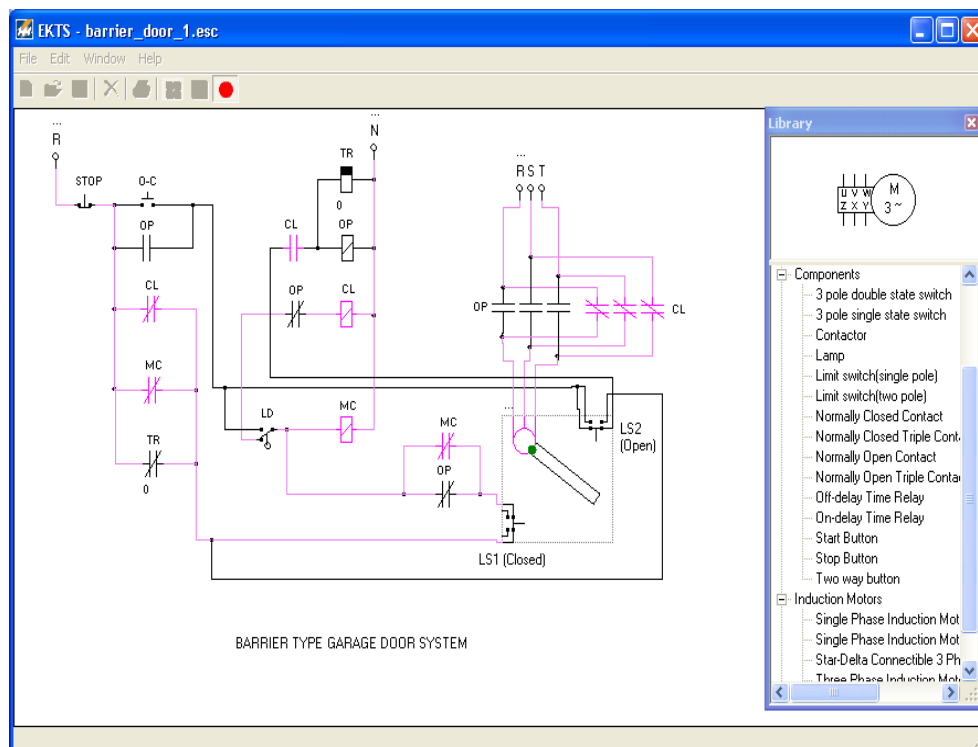 EKTS - barrier_door_1.esc
File Edit Window Help
...
R
STOP
O-C
OP
CL
MC
TR
0
...
N
TR
0
CL
OP
OP
CL
LD
MC
MC
OP
...
R S T
OP
CL
...
LS2
(Open)
LS1 (Closed)
BARRIER TYPE GARAGE DOOR SYSTEM
Library
U V W
Z X Y
M
3 ~
Components
3 pole double state switch
3 pole single state switch
Contactor
Lamp
Limit switch(single pole)
Limit switch(two pole)
Normally Closed Contact
Normally Closed Triple Conta
Normally Open Contact
Normally Open Triple Contac
Off-delay Time Relay
On-delay Time Relay
Start Button
Stop Button
Two way button
Induction Motors
Single Phase Induction Mot
Single Phase Induction Mot
Star-Delta Connectible 3 Ph
Three Phase Induction Moto